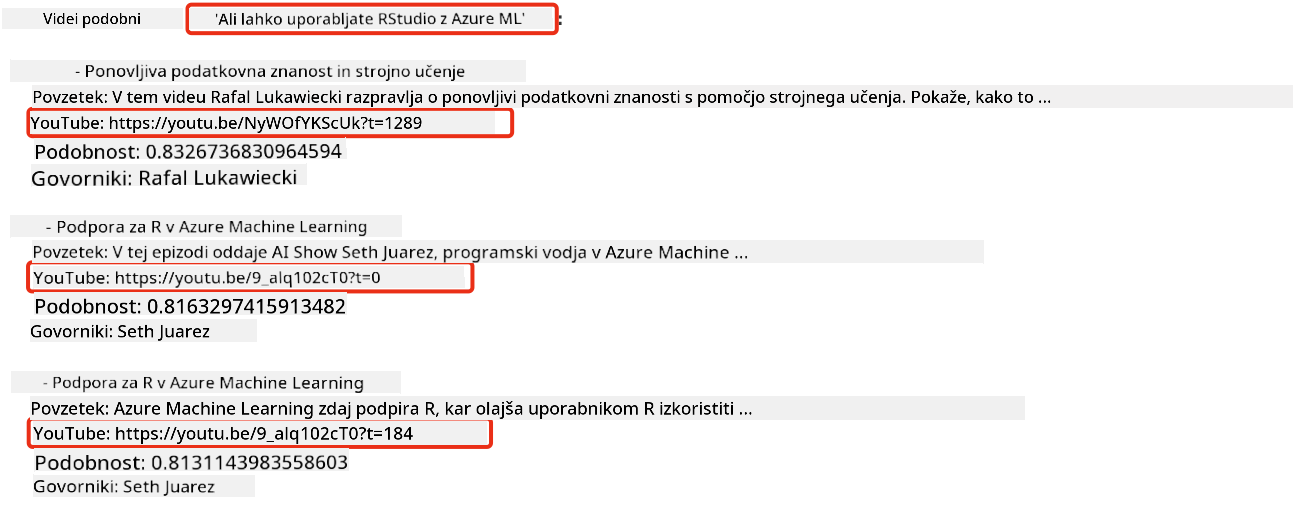 Videi podobni 'Ali lahko uporabljate RStudio z Azure ML':
- Ponovljiva podatkovna znanost in strojno učenje
Povzetek: V tem videu Rafal Lukawiecki razpravlja o ponovljivi podatkovni znanosti s pomočjo strojnega učenja. Pokaže, kako to ...
YouTube: https://youtu.be/NyWOfYKScUk?t=1289
Podobnost: 0.8326736830964594
Govorniki: Rafal Lukawiecki
- Podpora za R v Azure Machine Learning
Povzetek: V tej epizodi oddaje AI Show Seth Juarez, programski vodja v Azure Machine ...
YouTube: https://youtu.be/9_alq102cT0?t=0
Podobnost: 0.8163297415913482
Govorniki: Seth Juarez
- Podpora za R v Azure Machine Learning
Povzetek: Azure Machine Learning zdaj podpira R, kar olajša uporabnikom R izkoristiti ...
YouTube: https://youtu.be/9_alq102cT0?t=184
Podobnost: 0.8131143983558603
Govorniki: Seth Juarez